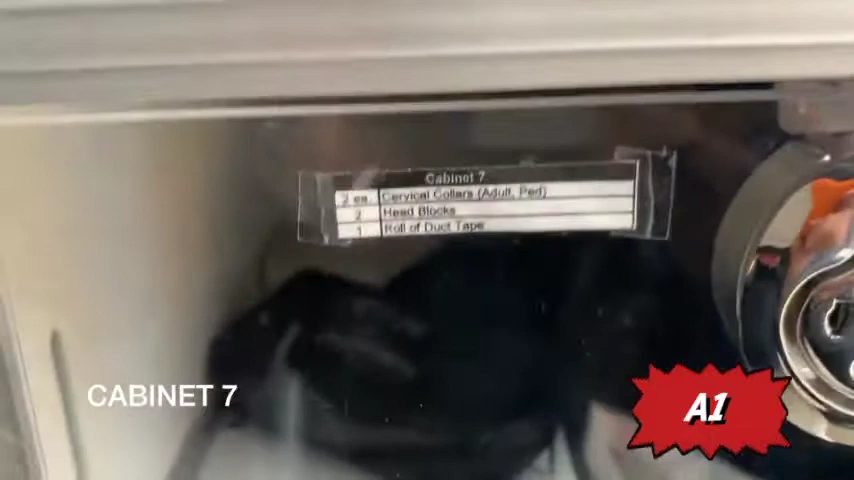 Cabinet 7
2 ea. Cervical Collars (Adult, Ped)
2 Head Blocks
1 Roll of Duct Tape
CABINET 7
A1